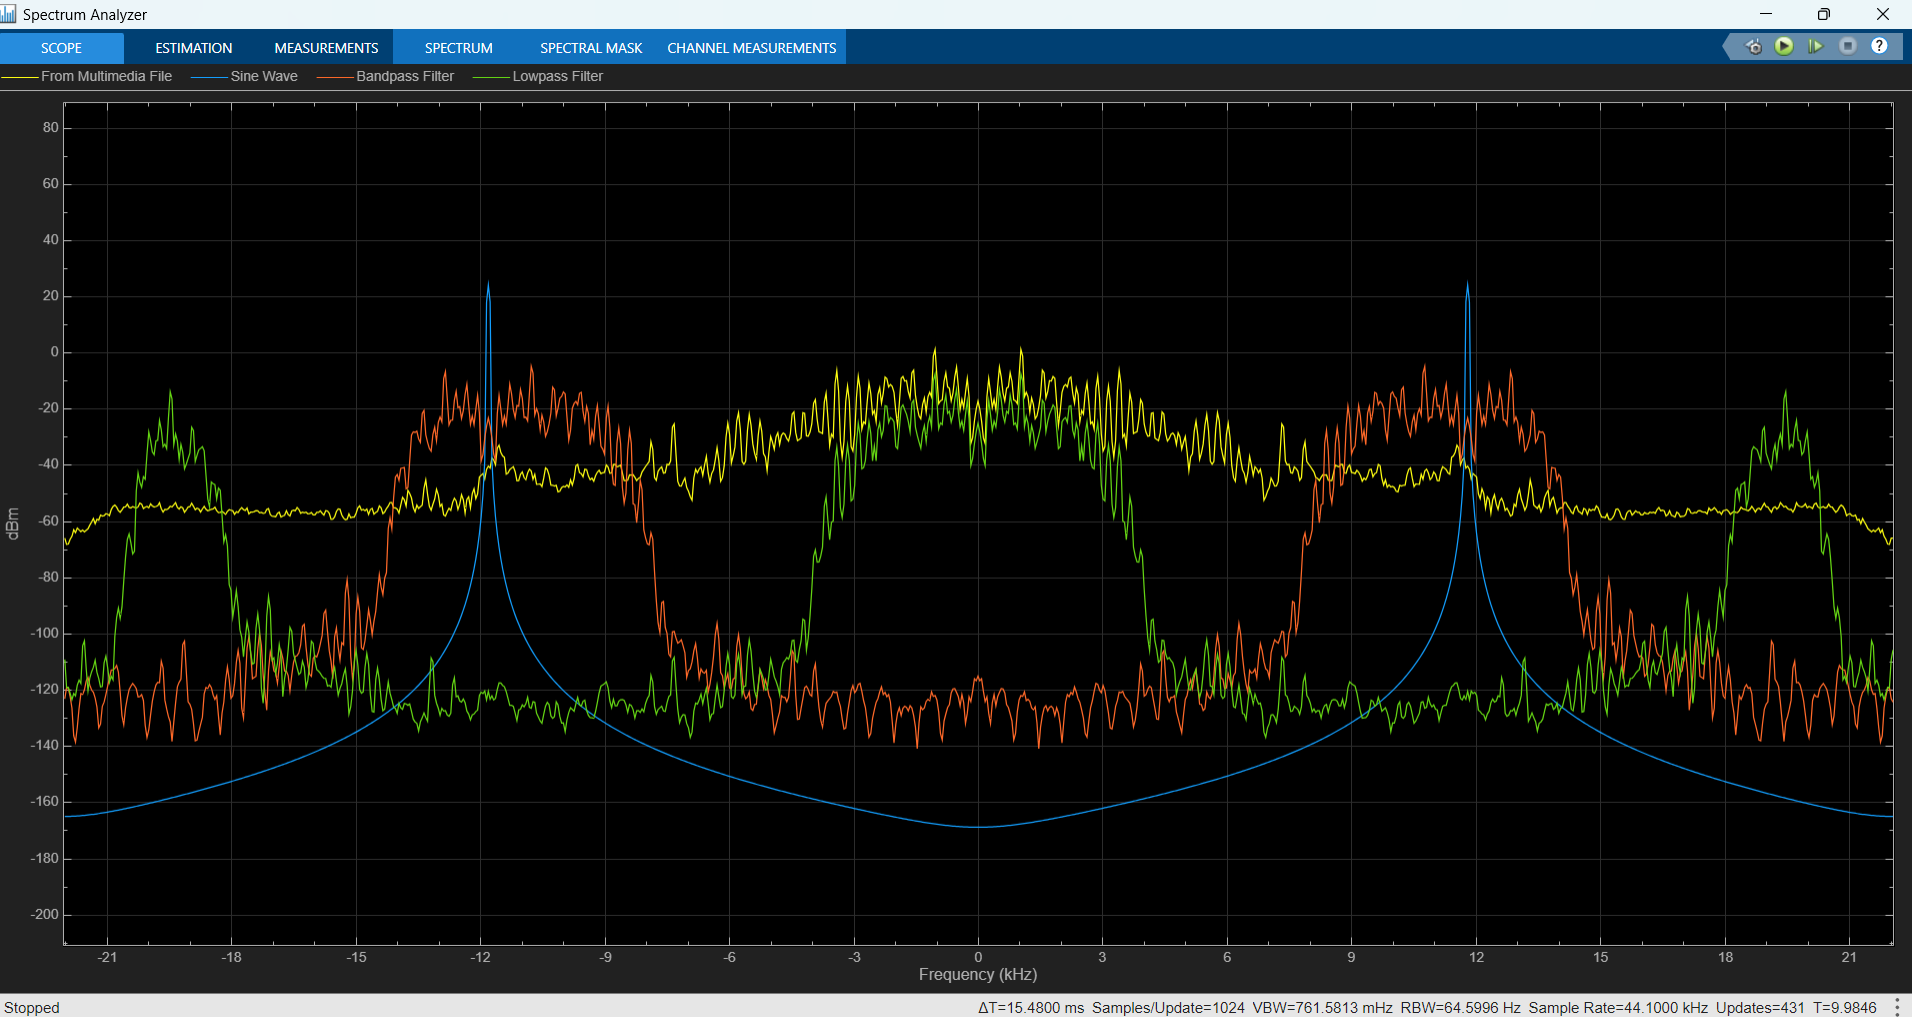 Spectrum Analyzer
SCOPE ESTIMATION MEASUREMENTS SPECTRUM SPECTRAL MASK CHANNEL MEASUREMENTS ?
From Multimedia File Sine Wave Bandpass Filter Lowpass Filter
80
60
40
20
0
-20
-40
-60
-80
-100
-120
-140
-160
-180
-200
dBm
-21 -18 -15 -12 -9 -6 -3 0 3 6 9 12 15 18 21
Frequency (kHz)
Stopped ΔT=15.4800 ms Samples/Update=1024 VBW=761.5813 mHz RBW=64.5996 Hz Sample Rate=44.1000 kHz Updates=431 T=9.9846